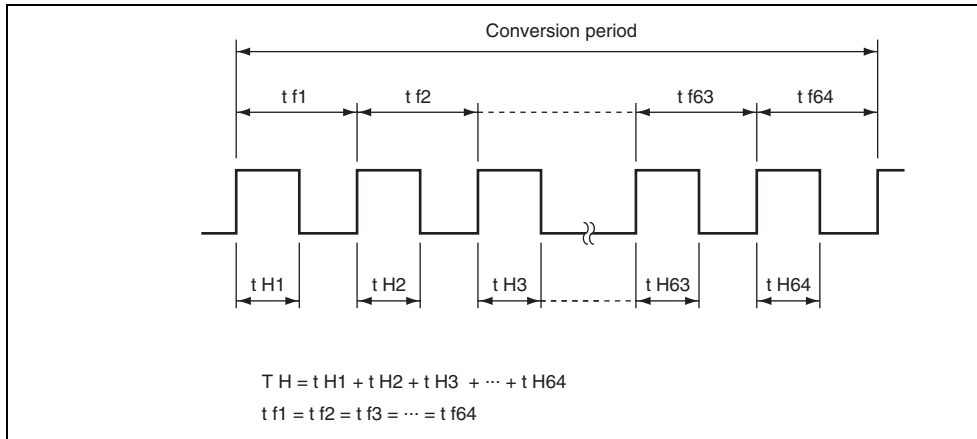 Conversion period
t f1 t f2 t f63 t f64
t H1 t H2 t H3 t H63 t H64
T H = t H1 + t H2 + t H3 + ··· + t H64
t f1 = t f2 = t f3 = ··· = t f64